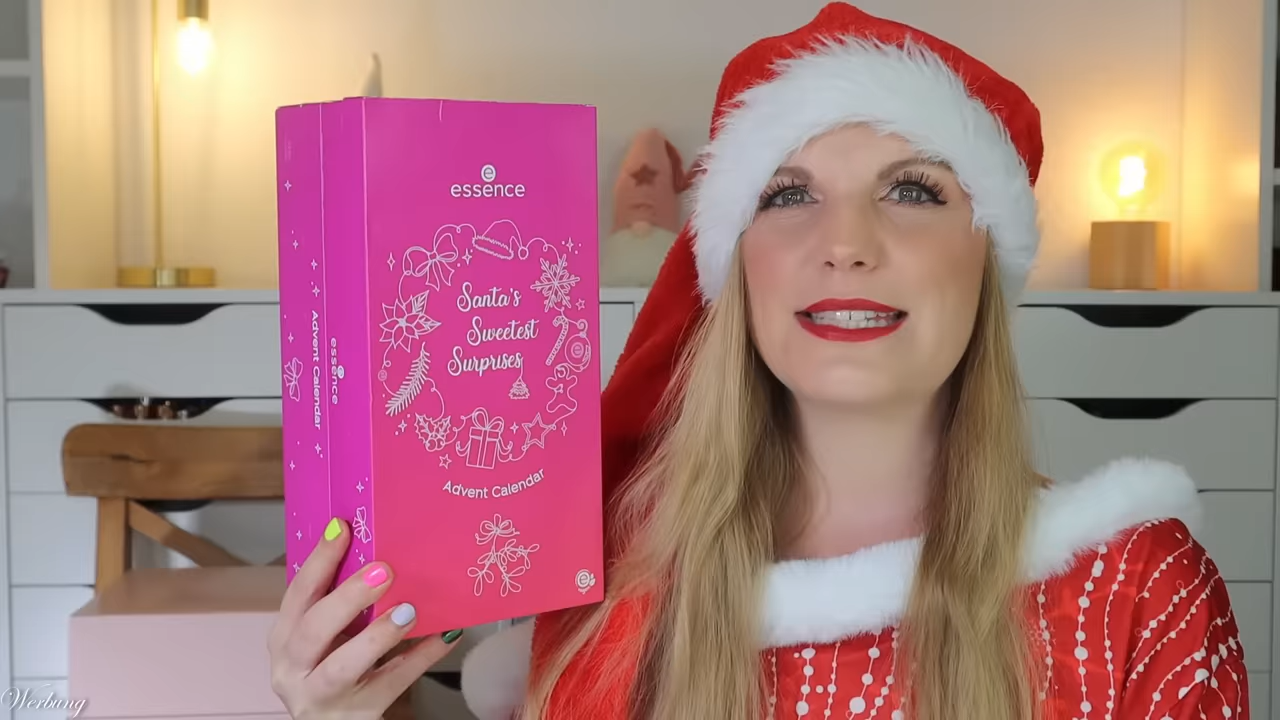 essence
Santa's
Sweetest
Surprises
Advent Calendar
essence
Advent Calendar
Werbung